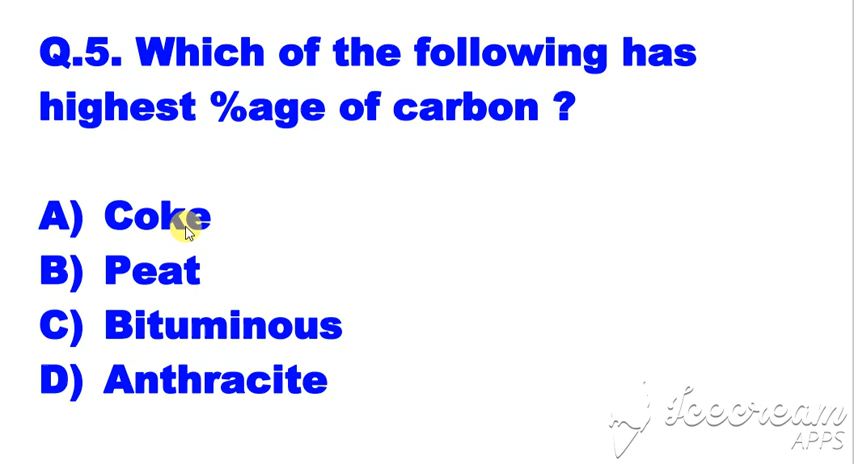 Q.5. Which of the following has
highest %age of carbon ?
A) Coke
B) Peat
C) Bituminous
D) Anthracite
Icecream
APPS